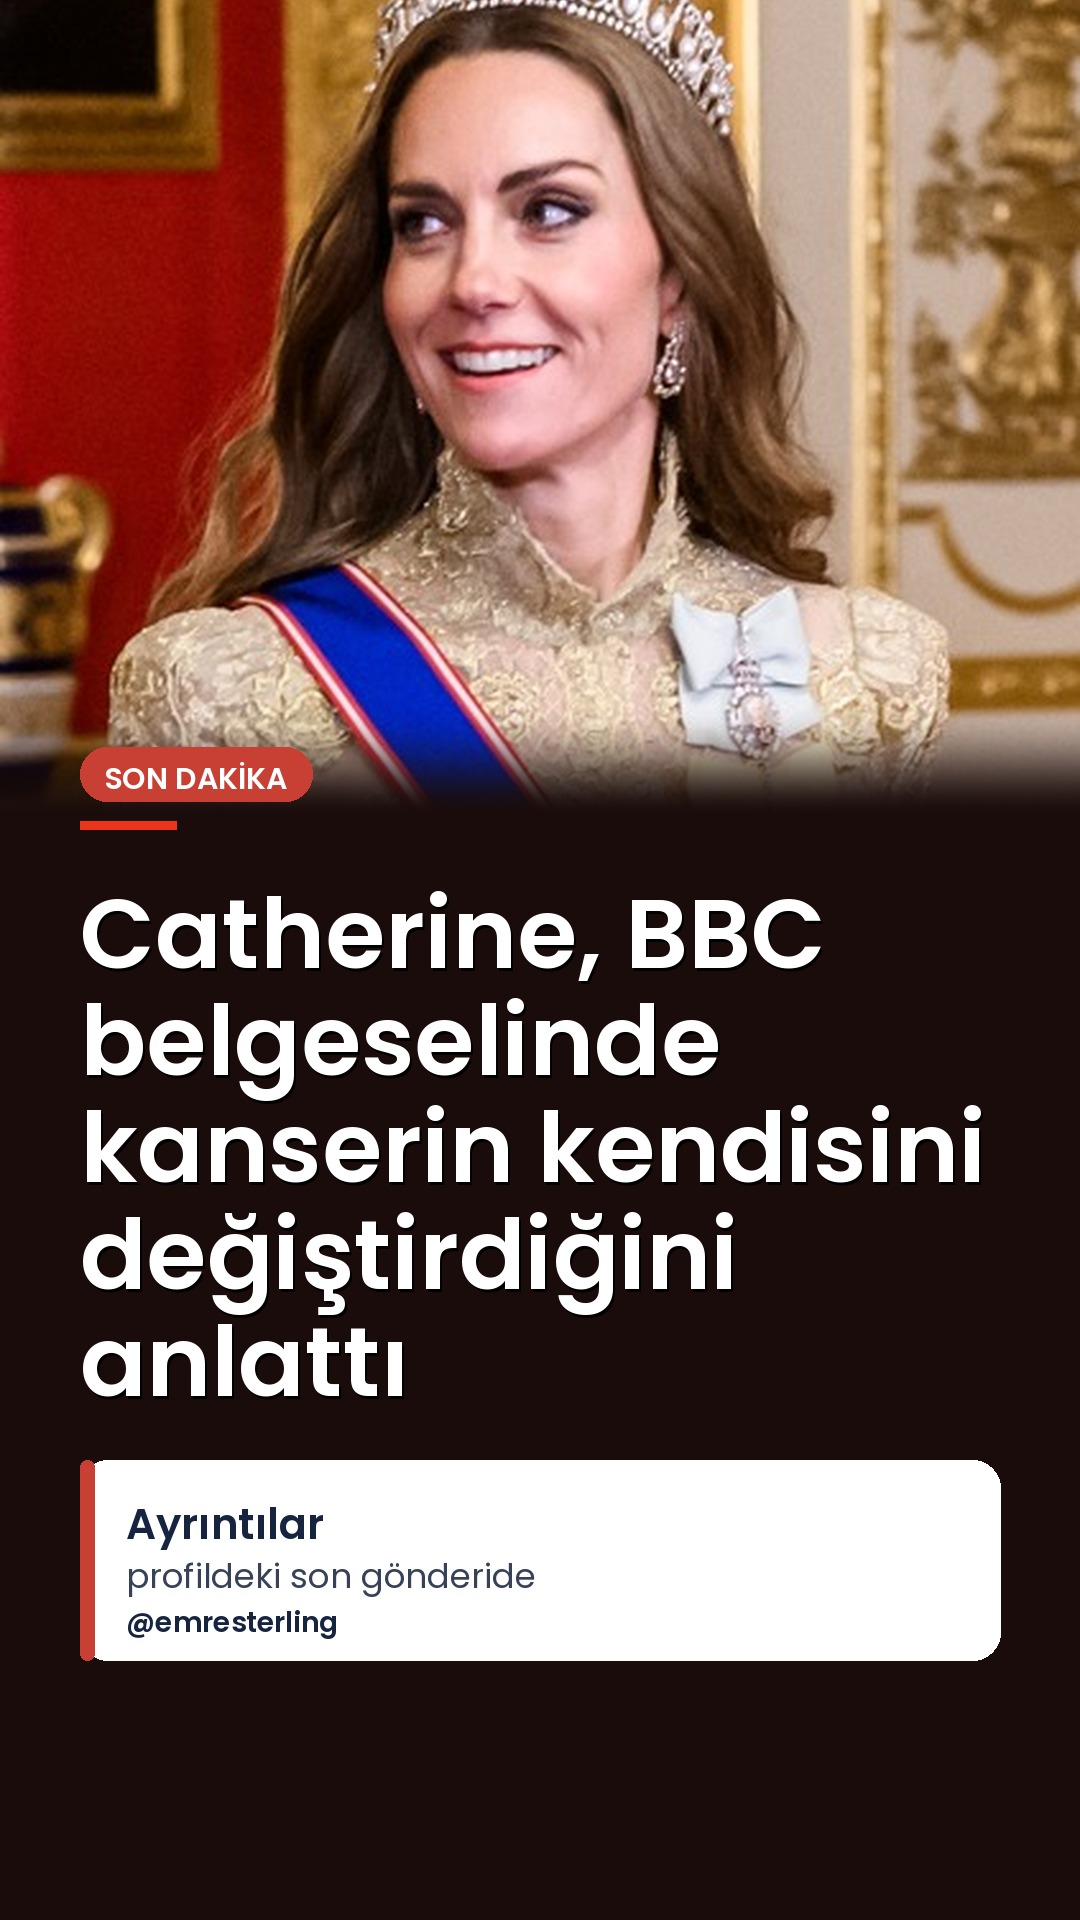 SON DAKİKA
Catherine, BBC
belgeselinde
kanserin kendisini
değiştirdiğini
anlattı
Ayrıntılar
profildeki son gönderide
@emresterling